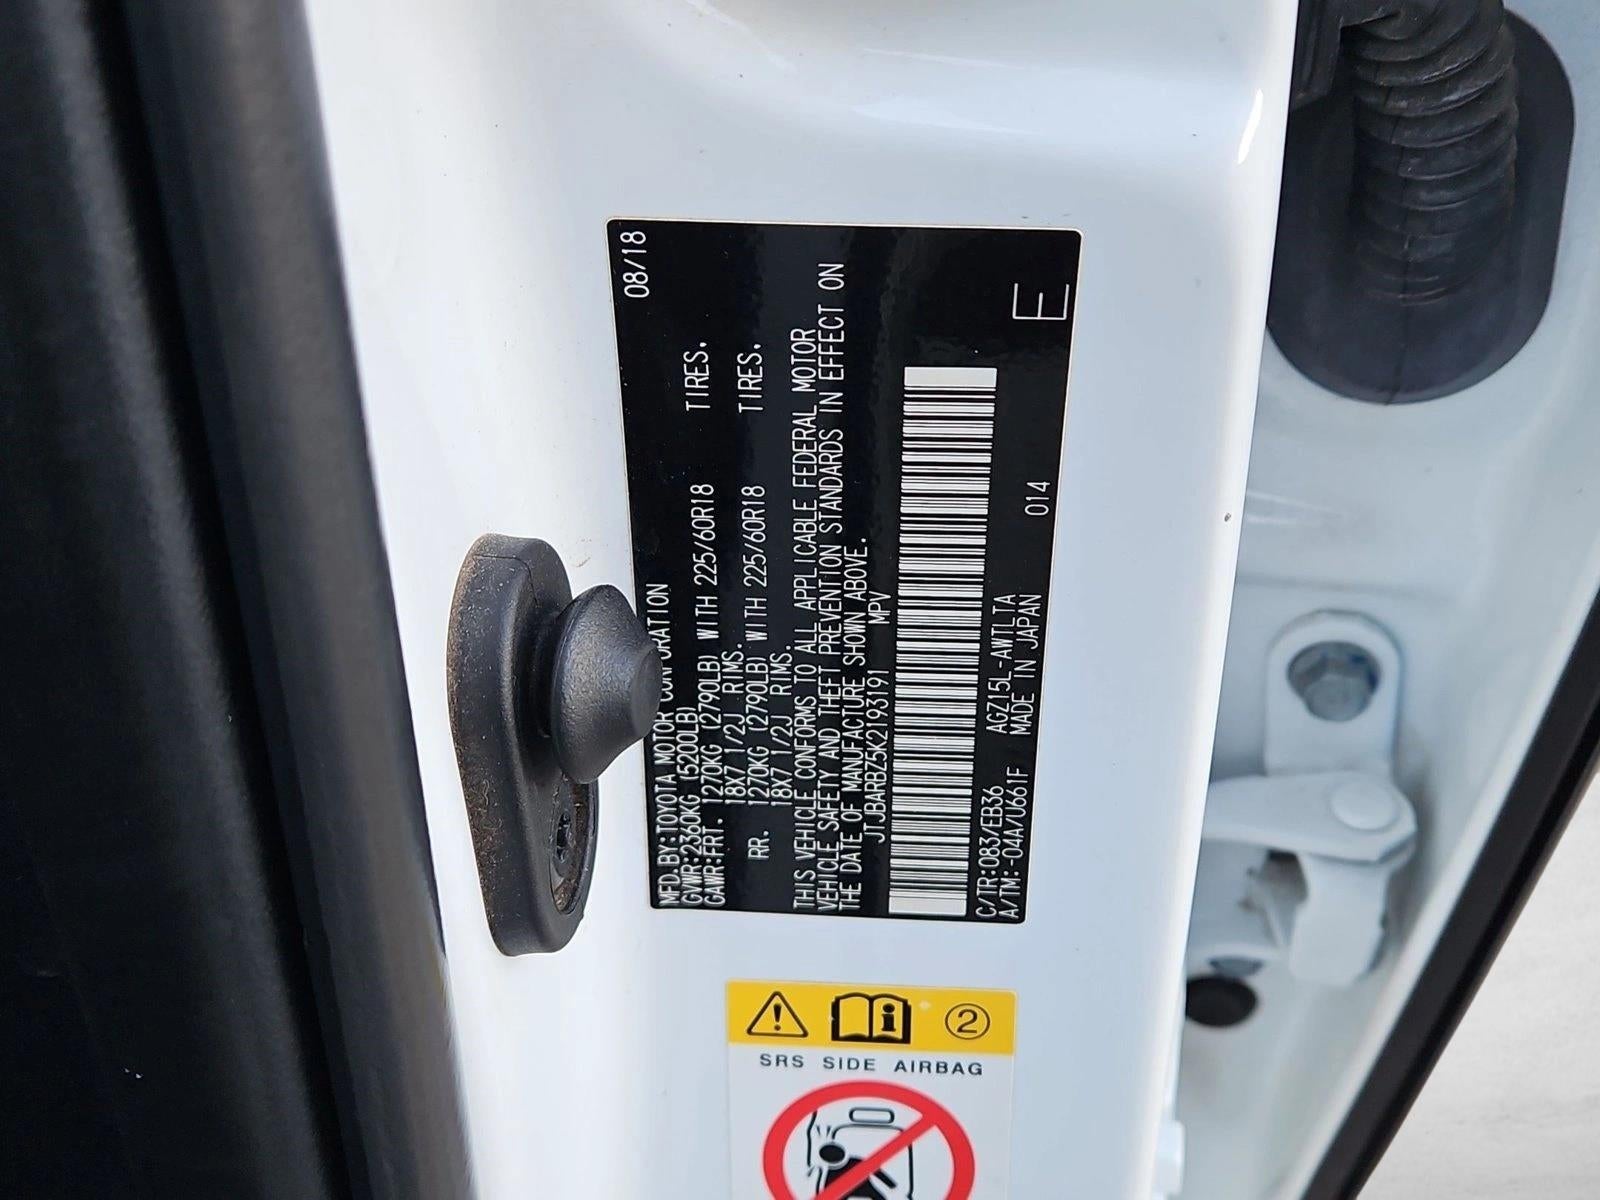 MFD.BY:TOYOTA MOTOR CORPORATION 08/18
GVWR:2360KG (5200LB)
GAWR:FRT. 1270KG (2790LB) WITH 225/60R18 TIRES.
18X7 1/2J RIMS.
RR. 1270KG (2790LB) WITH 225/60R18 TIRES.
18X7 1/2J RIMS.
THIS VEHICLE CONFORMS TO ALL APPLICABLE FEDERAL MOTOR
VEHICLE SAFETY AND THEFT PREVENTION STANDARDS IN EFFECT ON
THE DATE OF MANUFACTURE SHOWN ABOVE.
JTJBARBZ5K2193191 MPV
C/TR:083/EB36 AGZ15L-AWTLTA
A/TM:-04A/U661F MADE IN JAPAN 014 E
2
SRS SIDE AIRBAG